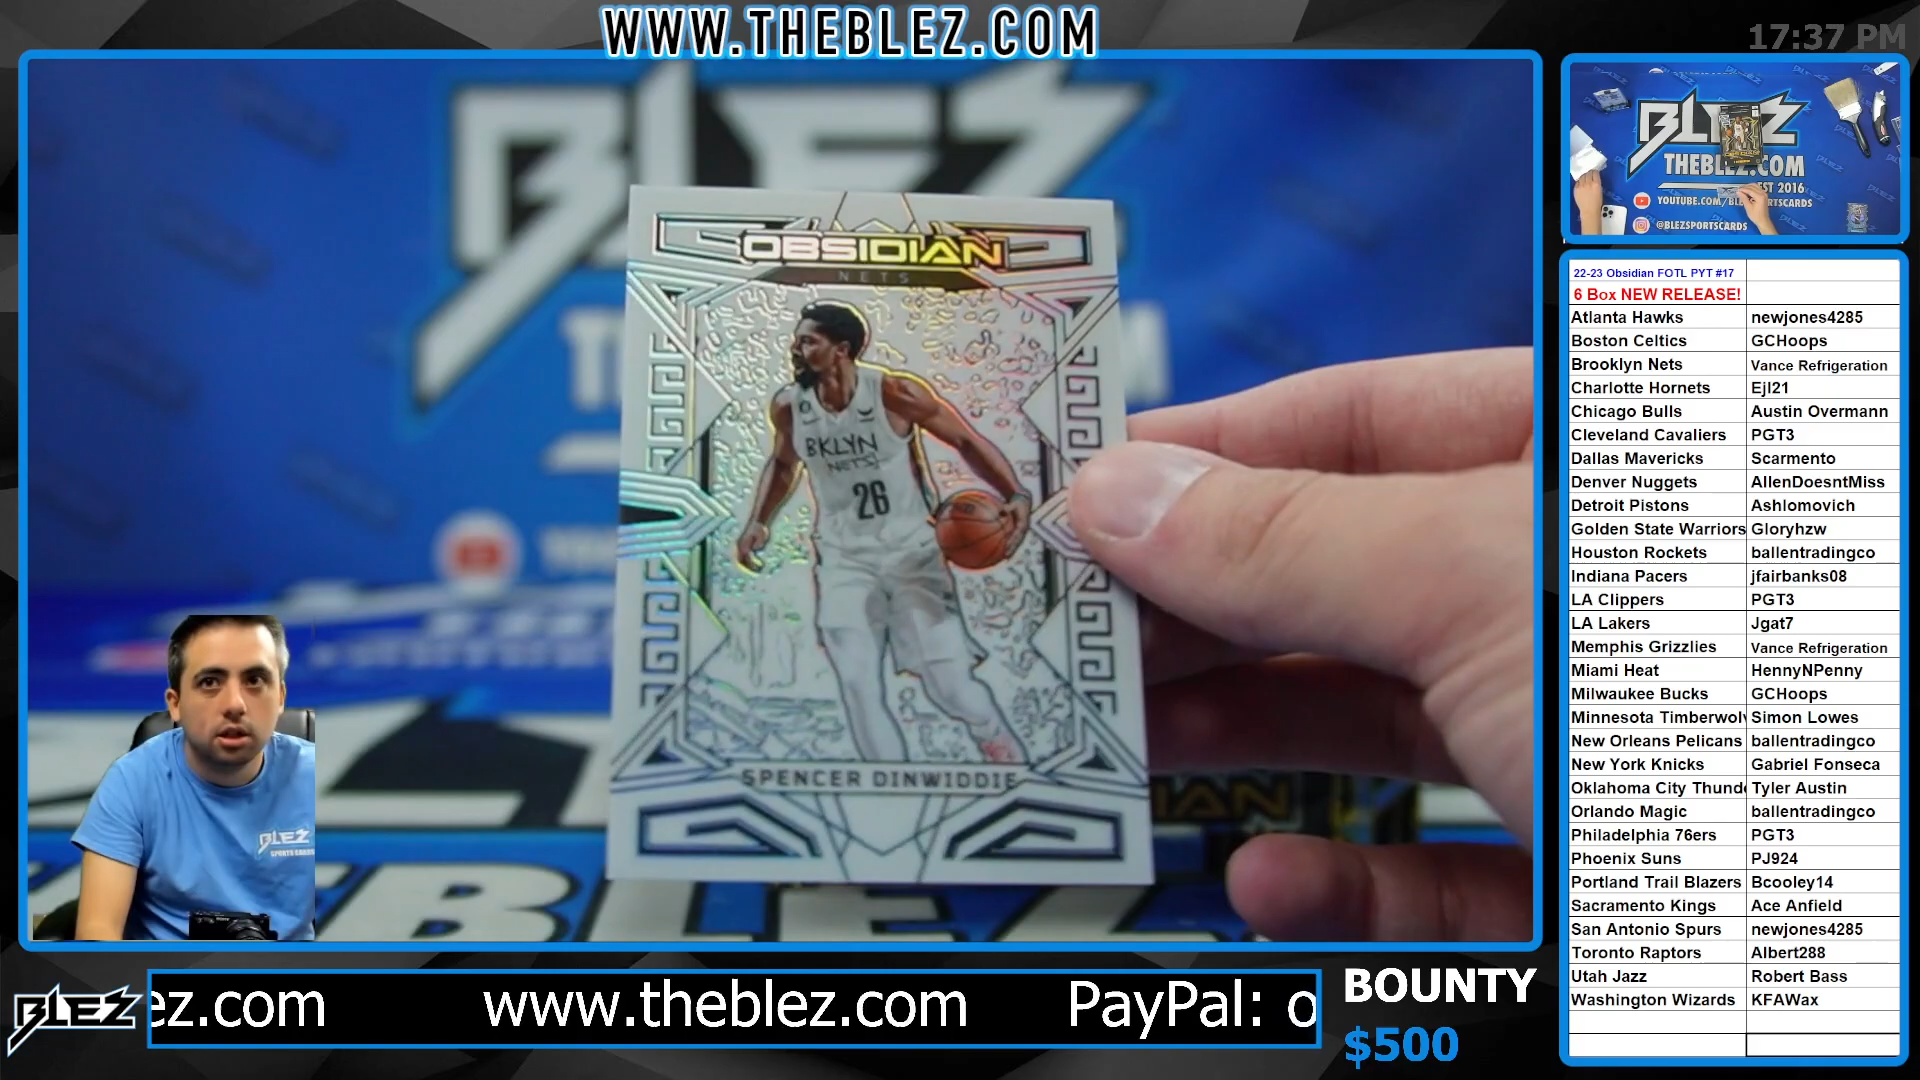 WWW.THEBLEZ.COM
17:37 PM
BLEZ
OBSIDIAN
NETS
BKLYN
NETS
26
SPENCER DINWIDDIE
BLEZ
SPORTS CARDS
BLEZ
THEBLEZ.COM
EST 2016
@BLEZSPORTSCARDS
22-23 Obsidian FOTL PYT #17
6 Box NEW RELEASE!
Atlanta Hawks newjones4285
Boston Celtics GCHoops
Brooklyn Nets Vance Refrigeration
Charlotte Hornets Ejl21
Chicago Bulls Austin Overmann
Cleveland Cavaliers PGT3
Dallas Mavericks Scarmento
Denver Nuggets AllenDoesntMiss
Detroit Pistons Ashlomovich
Golden State Warriors Gloryhzw
Houston Rockets ballentradingco
Indiana Pacers jfairbanks08
LA Clippers PGT3
LA Lakers Jgat7
Memphis Grizzlies Vance Refrigeration
Miami Heat HennyNPenny
Milwaukee Bucks GCHoops
Minnesota Timberwol Simon Lowes
New Orleans Pelicans ballentradingco
New York Knicks Gabriel Fonseca
Oklahoma City Thund Tyler Austin
Orlando Magic ballentradingco
Philadelphia 76ers PGT3
Phoenix Suns PJ924
Portland Trail Blazers Bcooley14
Sacramento Kings Ace Anfield
San Antonio Spurs newjones4285
Toronto Raptors Albert288
Utah Jazz Robert Bass
Washington Wizards KFAWax
BLEZ
ez.com www.theblez.com PayPal: o
BOUNTY
$500